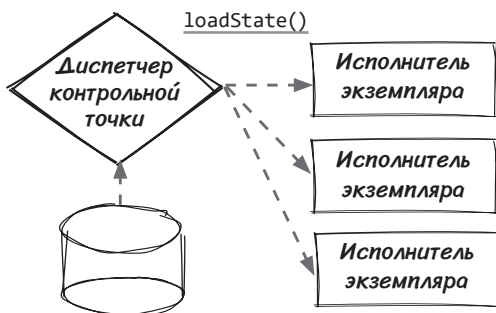 loadState()
Диспетчер
контрольной
точки
Исполнитель
экземпляра
Исполнитель
экземпляра
Исполнитель
экземпляра